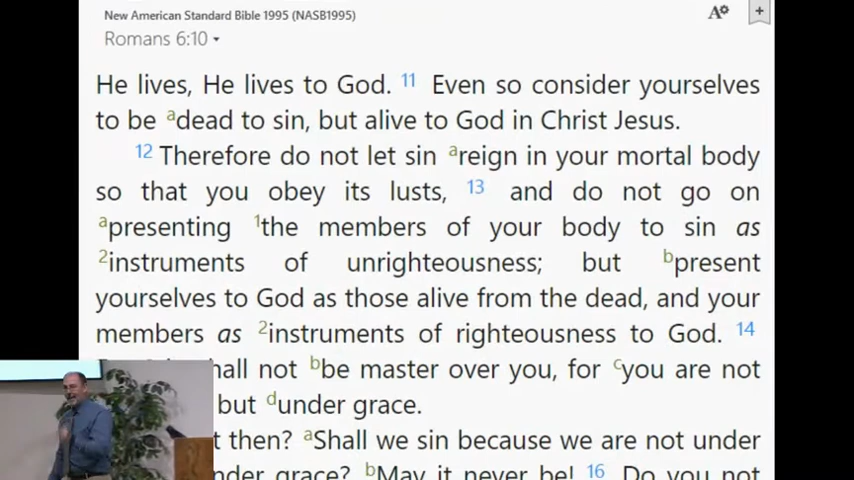 New American Standard Bible 1995 (NASB1995)
Romans 6:10
He lives, He lives to God. 11 Even so consider yourselves
to be adead to sin, but alive to God in Christ Jesus.
12 Therefore do not let sin areign in your mortal body
so that you obey its lusts, 13 and do not go on
apresenting 1the members of your body to sin as
2instruments of unrighteousness; but bpresent
yourselves to God as those alive from the dead, and your
members as 2instruments of righteousness to God. 14
shall not bbe master over you, for cyou are not
but dunder grace.
then? aShall we sin because we are not under
under grace? bMay it never be! 16 Do you not